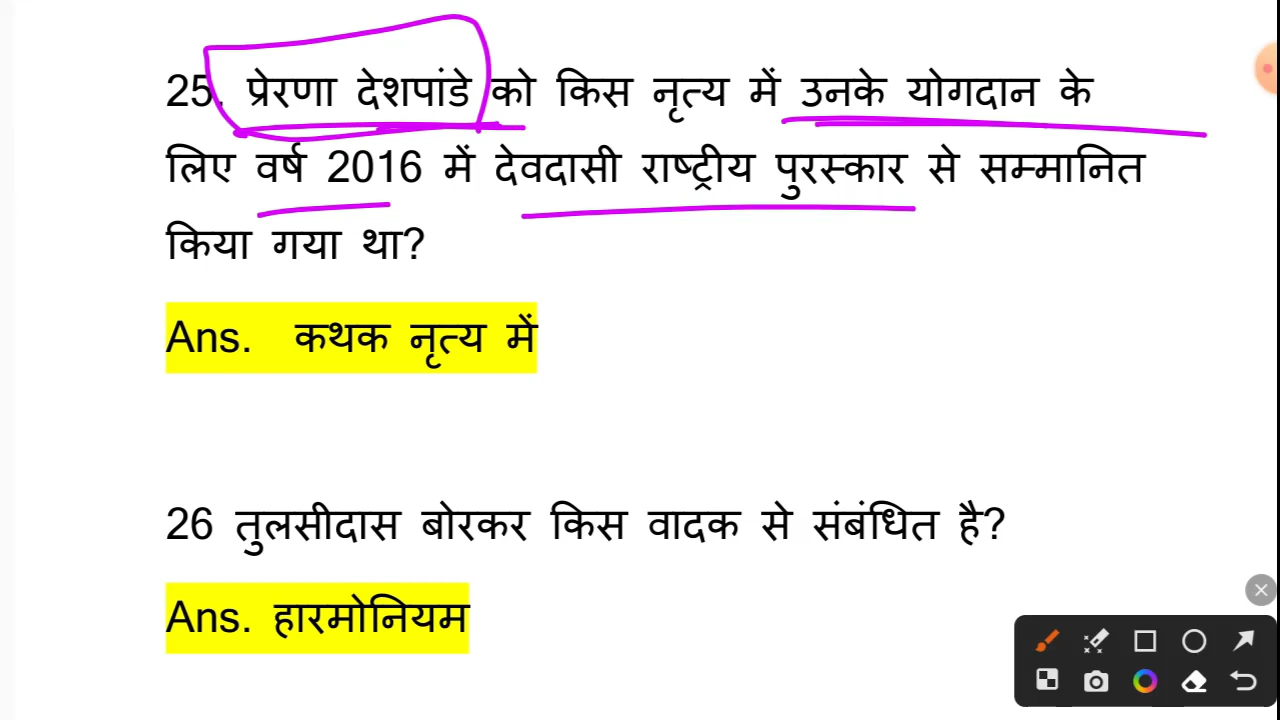 25. प्रेरणा देशपांडे को किस नृत्य में उनके योगदान के
लिए वर्ष 2016 में देवदासी राष्ट्रीय पुरस्कार से सम्मानित
किया गया था?
Ans. कथक नृत्य में
26 तुलसीदास बोरकर किस वादक से संबंधित है?
Ans. हारमोनियम